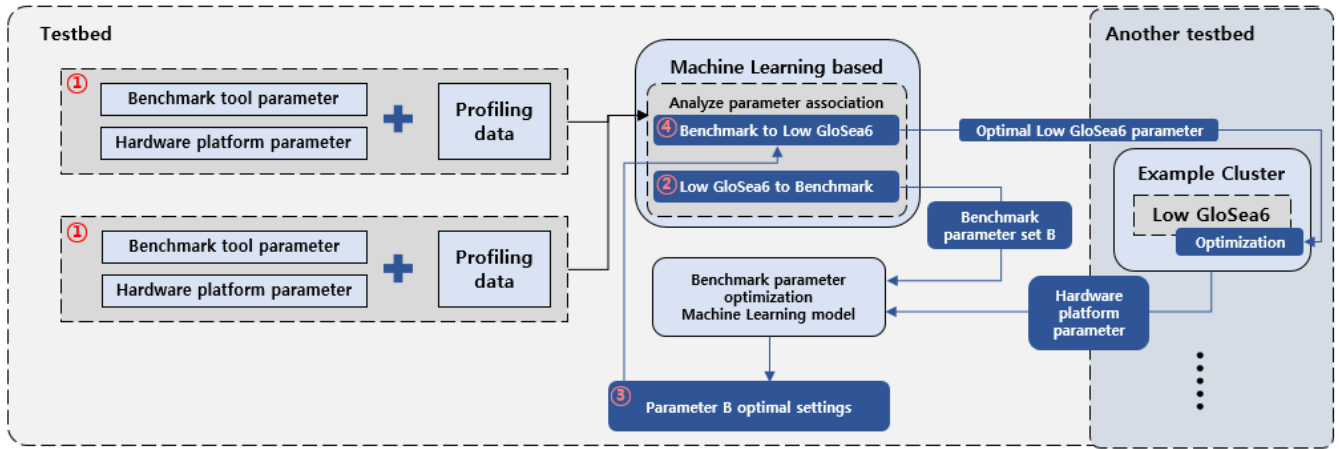 Testbed
Another testbed
①
Benchmark tool parameter
Hardware platform parameter
Profiling
data
①
Benchmark tool parameter
Hardware platform parameter
Profiling
data
Machine Learning based
Analyze parameter association
④ Benchmark to Low GloSea6
② Low GloSea6 to Benchmark
Optimal Low GloSea6 parameter
Benchmark
parameter set B
Example Cluster
Low GloSea6
Optimization
Benchmark parameter
optimization
Machine Learning model
Hardware
platform
parameter
③
Parameter B optimal settings